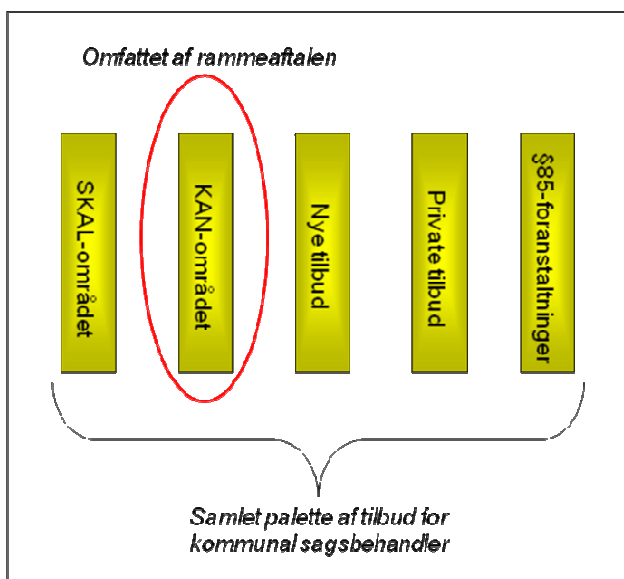 Omfattet af rammeaftalen
SKAL-området
KAN-området
Nye tilbud
Private tilbud
§85-foranstaltninger
Samlet palette af tilbud for
kommunal sagsbehandler